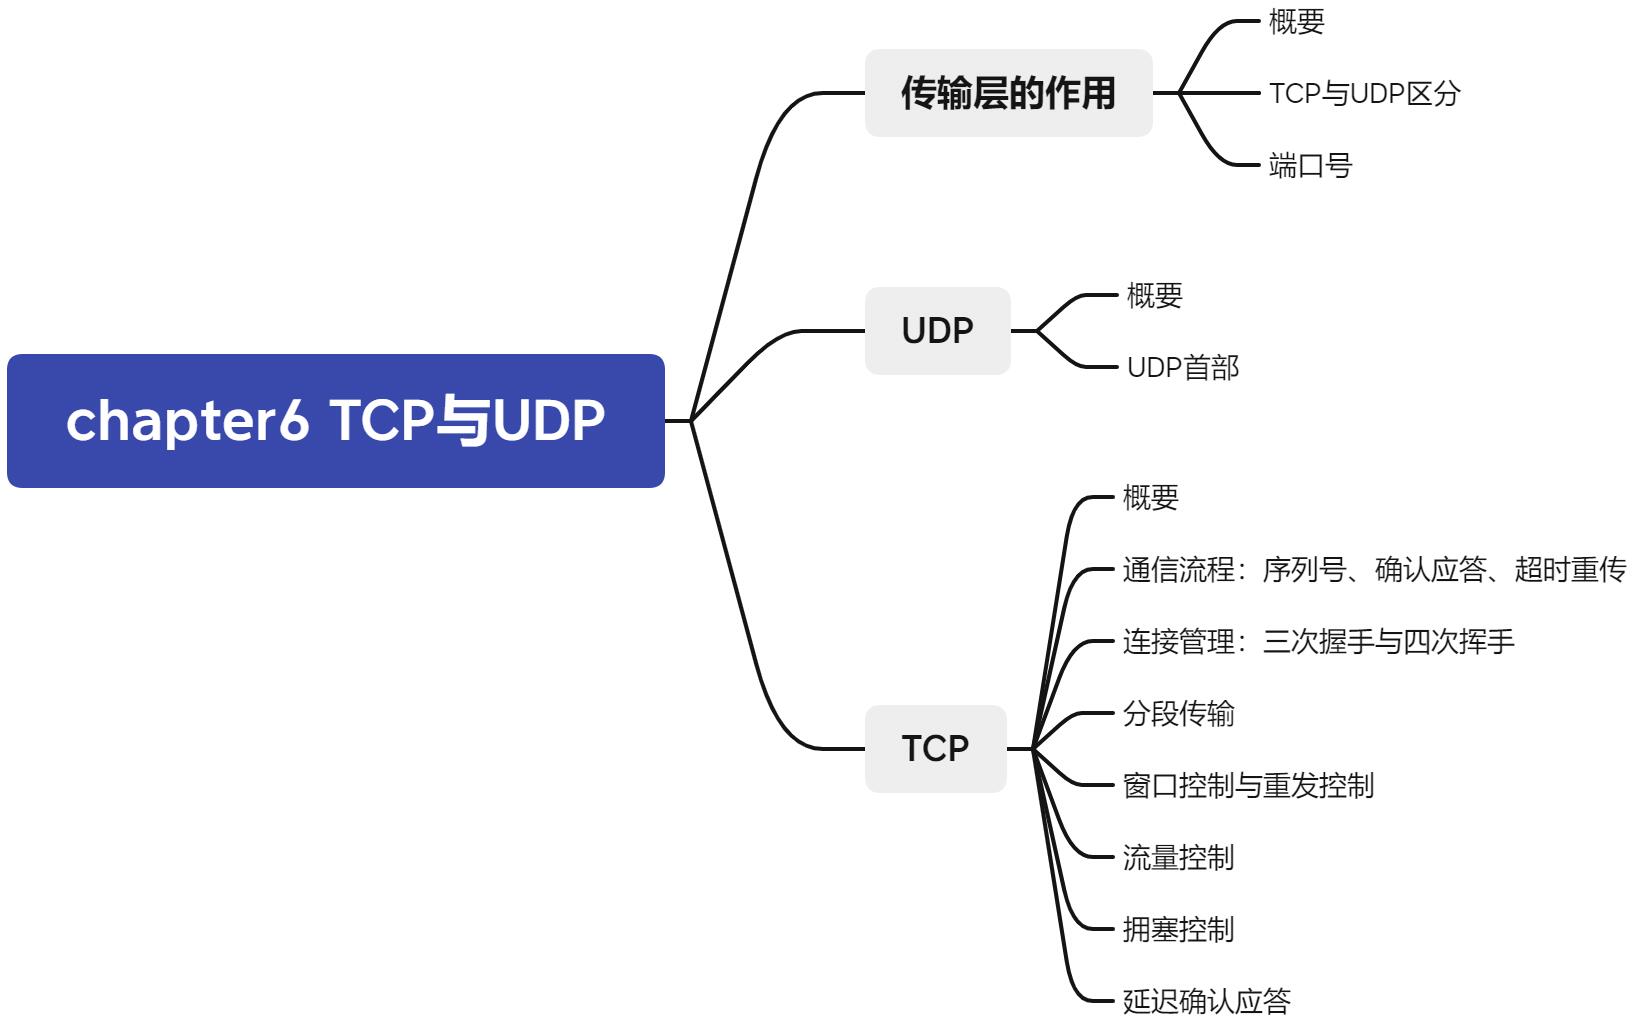 chapter6 TCP与UDP
传输层的作用
概要
TCP与UDP区分
端口号
UDP
概要
UDP首部
TCP
概要
通信流程：序列号、确认应答、超时重传
连接管理：三次握手与四次挥手
分段传输
窗口控制与重发控制
流量控制
拥塞控制
延迟确认应答